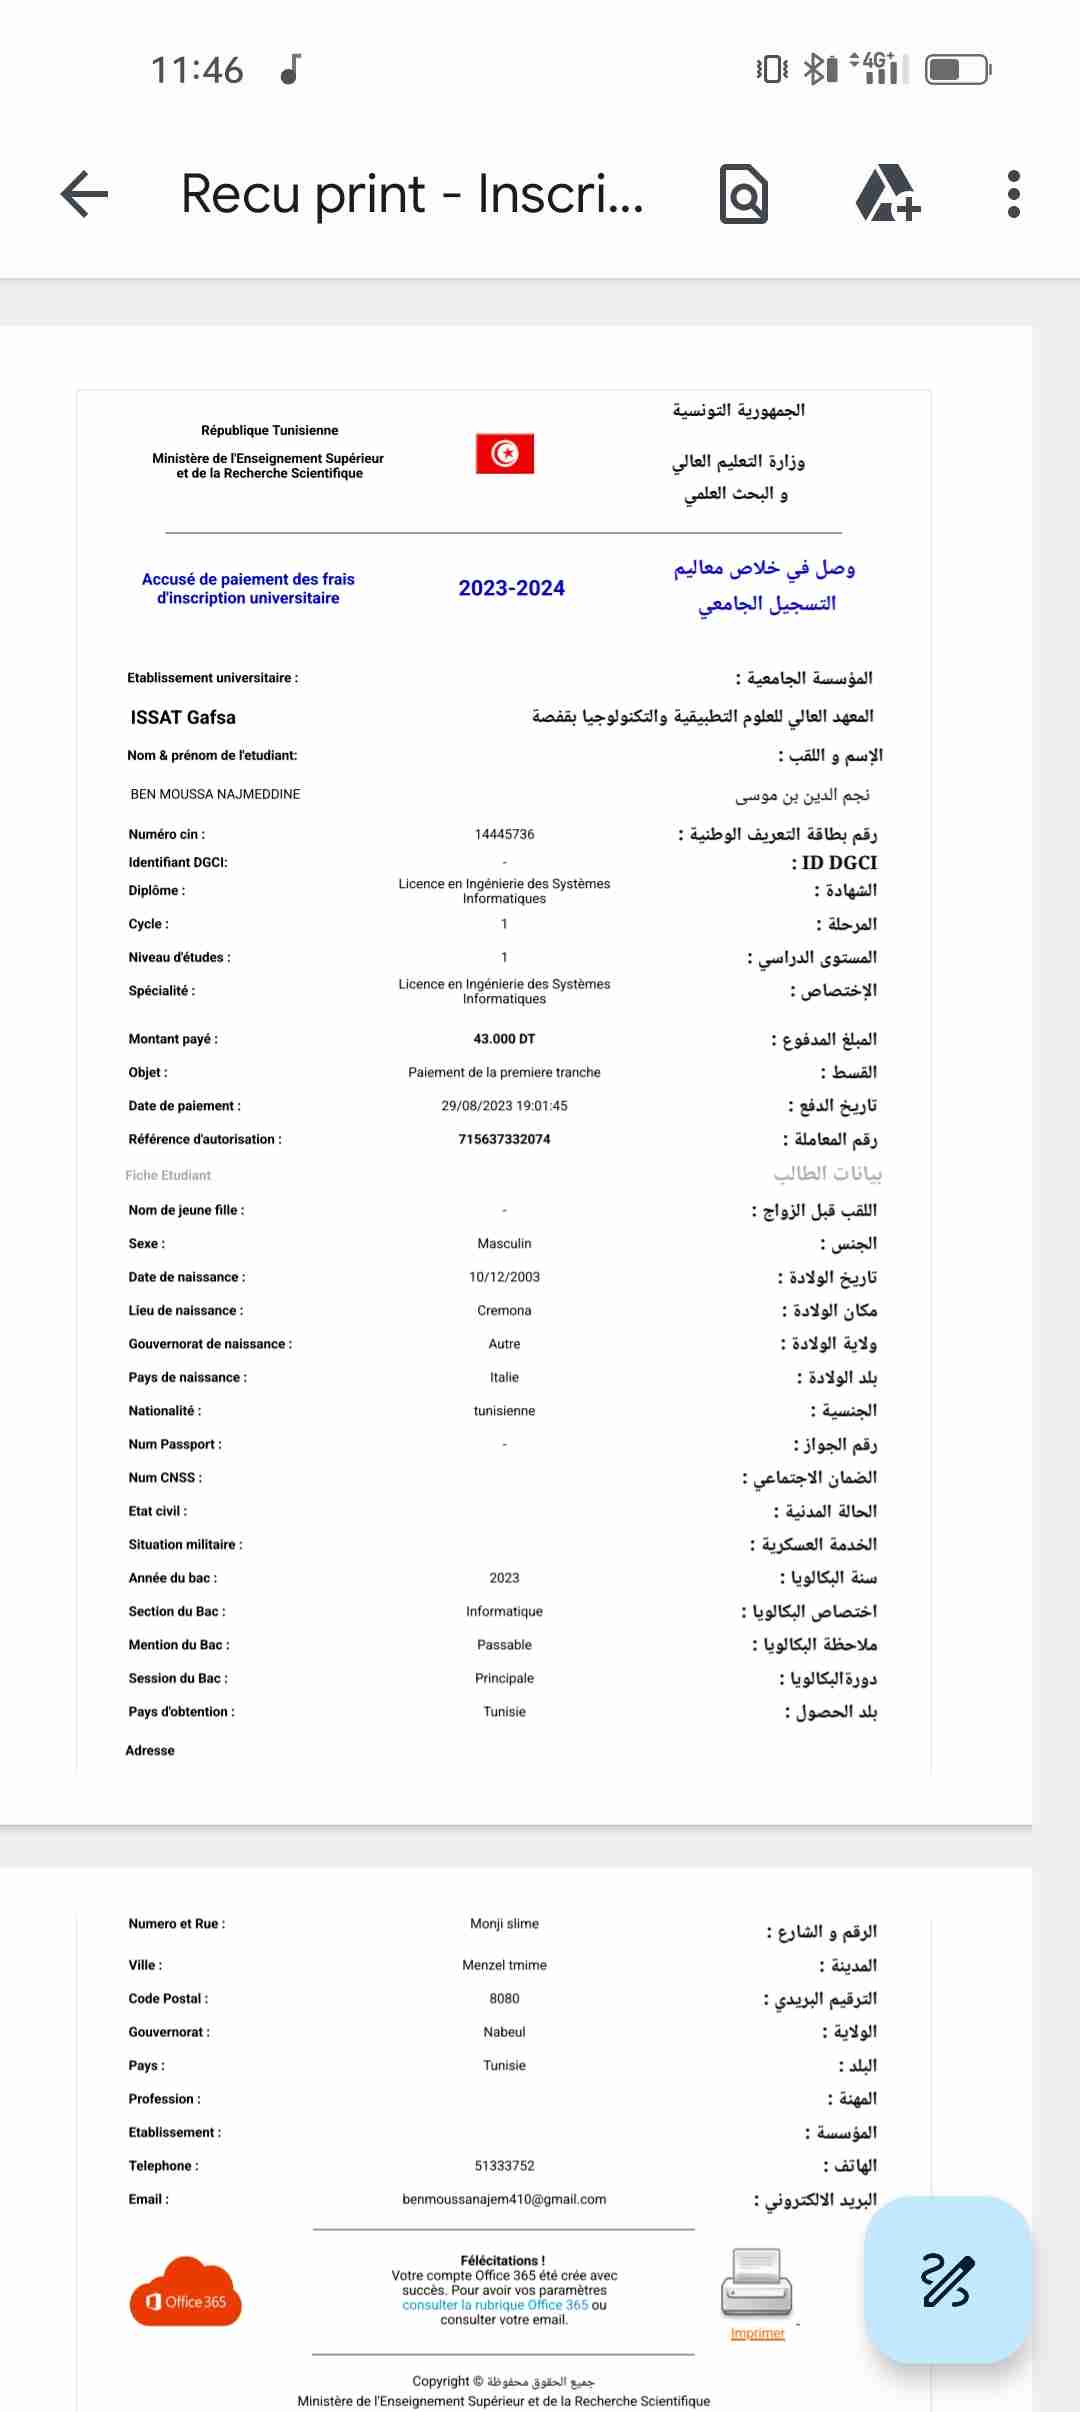 11:46
4G+
Recu print - Inscri...
République Tunisienne
Ministère de l'Enseignement Supérieur
et de la Recherche Scientifique
الجمهورية التونسية
وزارة التعليم العالي
و البحث العلمي
Accusé de paiement des frais
d'inscription universitaire
2023-2024
وصل في خلاص معاليم
التسجيل الجامعي
Etablissement universitaire : المؤسسة الجامعية :
ISSAT Gafsa المعهد العالي للعلوم التطبيقية والتكنولوجيا بقفصة
Nom & prénom de l'etudiant: الإسم و اللقب :
BEN MOUSSA NAJMEDDINE نجم الدين بن موسى
Numéro cin : 14445736 رقم بطاقة التعريف الوطنية :
Identifiant DGCI: - ID DGCI :
Diplôme : Licence en Ingénierie des Systèmes الشهادة :
Informatiques
Cycle : 1 المرحلة :
Niveau d'études : 1 المستوى الدراسي :
Spécialité : Licence en Ingénierie des Systèmes الإختصاص :
Informatiques
Montant payé : 43.000 DT المبلغ المدفوع :
Objet : Paiement de la premiere tranche القسط :
Date de paiement : 29/08/2023 19:01:45 تاريخ الدفع :
Référence d'autorisation : 715637332074 رقم المعاملة :
Fiche Etudiant بيانات الطالب
Nom de jeune fille : - اللقب قبل الزواج :
Sexe : Masculin الجنس :
Date de naissance : 10/12/2003 تاريخ الولادة :
Lieu de naissance : Cremona مكان الولادة :
Gouvernorat de naissance : Autre ولاية الولادة :
Pays de naissance : Italie بلد الولادة :
Nationalité : tunisienne الجنسية :
Num Passport : - رقم الجواز :
Num CNSS : الضمان الاجتماعي :
Etat civil : الحالة المدنية :
Situation militaire : الخدمة العسكرية :
Année du bac : 2023 سنة البكالويا :
Section du Bac : Informatique اختصاص البكالويا :
Mention du Bac : Passable ملاحظة البكالويا :
Session du Bac : Principale دورةالبكالويا :
Pays d'obtention : Tunisie بلد الحصول :
Adresse
Numero et Rue : Monji slime الرقم و الشارع :
Ville : Menzel tmime المدينة :
Code Postal : 8080 الترقيم البريدي :
Gouvernorat : Nabeul الولاية :
Pays : Tunisie البلد :
Profession : المهنة :
Etablissement : المؤسسة :
Telephone : 51333752 الهاتف :
Email : benmoussanajem410@gmail.com البريد الالكتروني :
Office 365
Félécitations !
Votre compte Office 365 été crée avec
succès. Pour avoir vos paramètres
consulter la rubrique Office 365 ou
consulter votre email.
Imprimer
Copyright © جميع الحقوق محفوظة
Ministère de l'Enseignement Supérieur et de la Recherche Scientifique